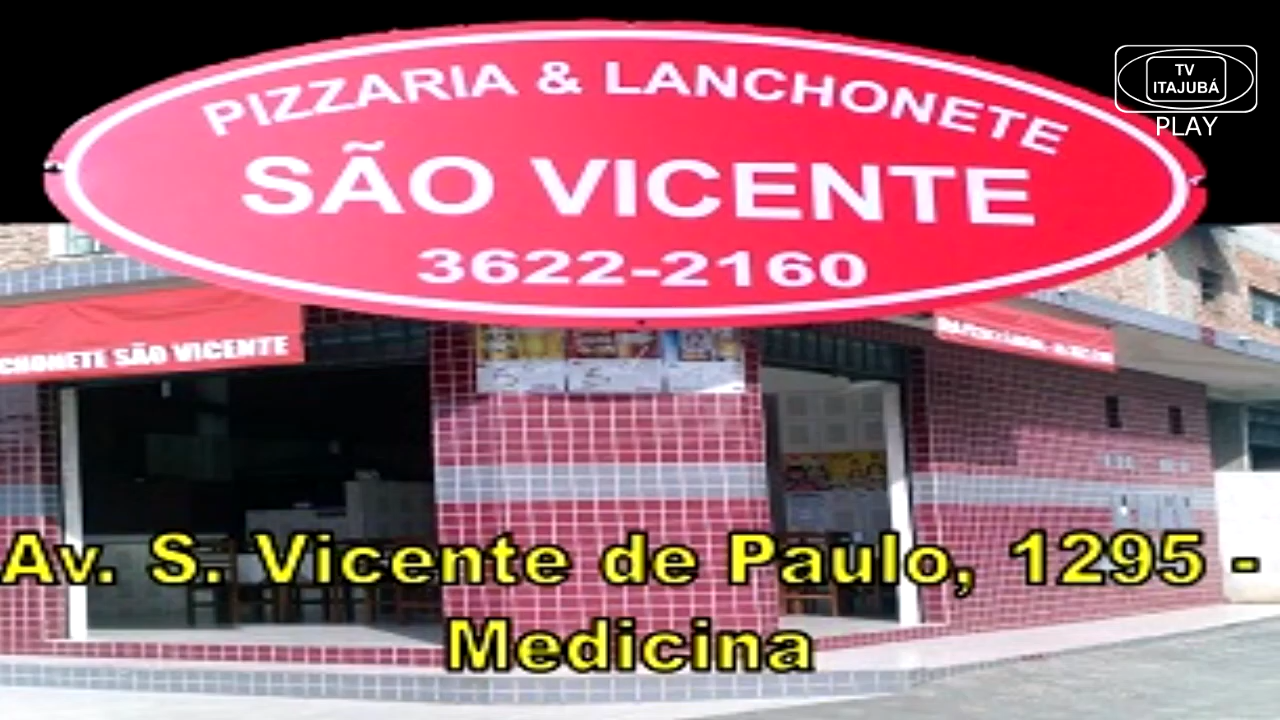 PIZZARIA & LANCHONETE
SÃO VICENTE
3622-2160
TV
ITAJUBÁ
PLAY
CHONETE SÃO VICENTE
Av. S. Vicente de Paulo, 1295 -
Medicina